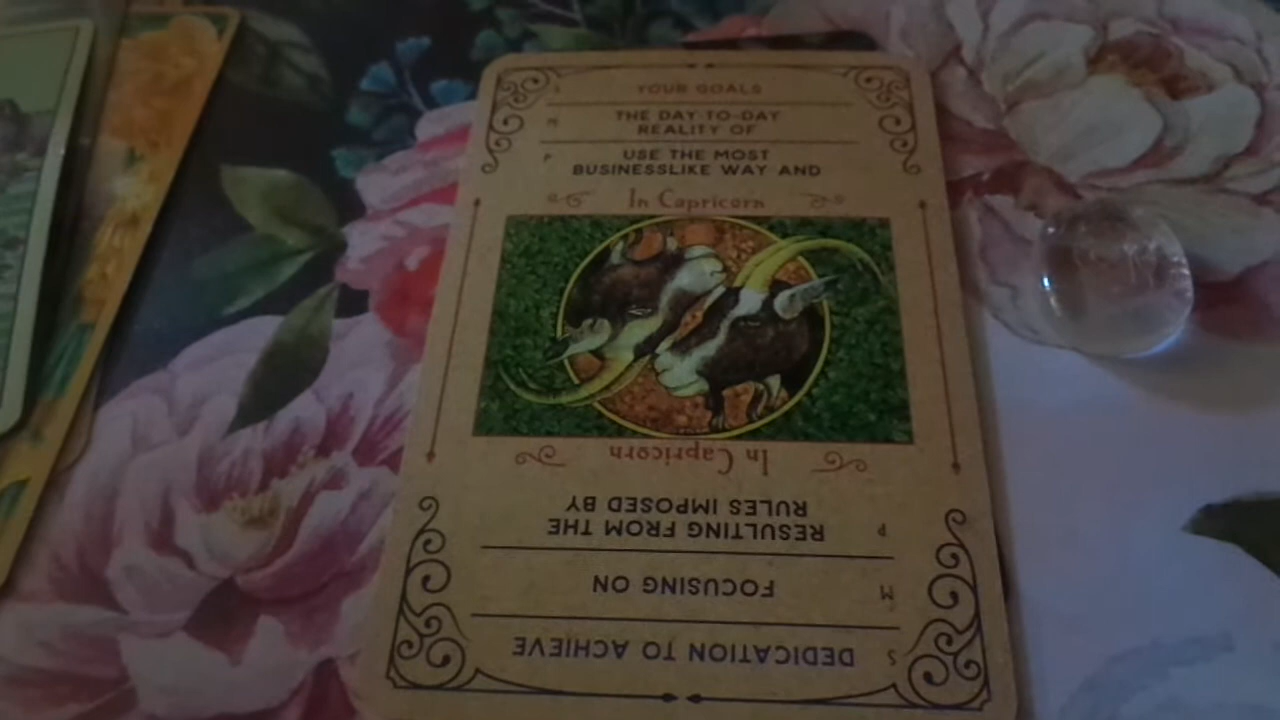 YOUR GOALS
M THE DAY-TO-DAY
REALITY OF
P USE THE MOST
BUSINESSLIKE WAY AND
In Capricorn
In Capricorn
RULES IMPOSED BY
P RESULTING FROM THE
M FOCUSING ON
S DEDICATION TO ACHIEVE